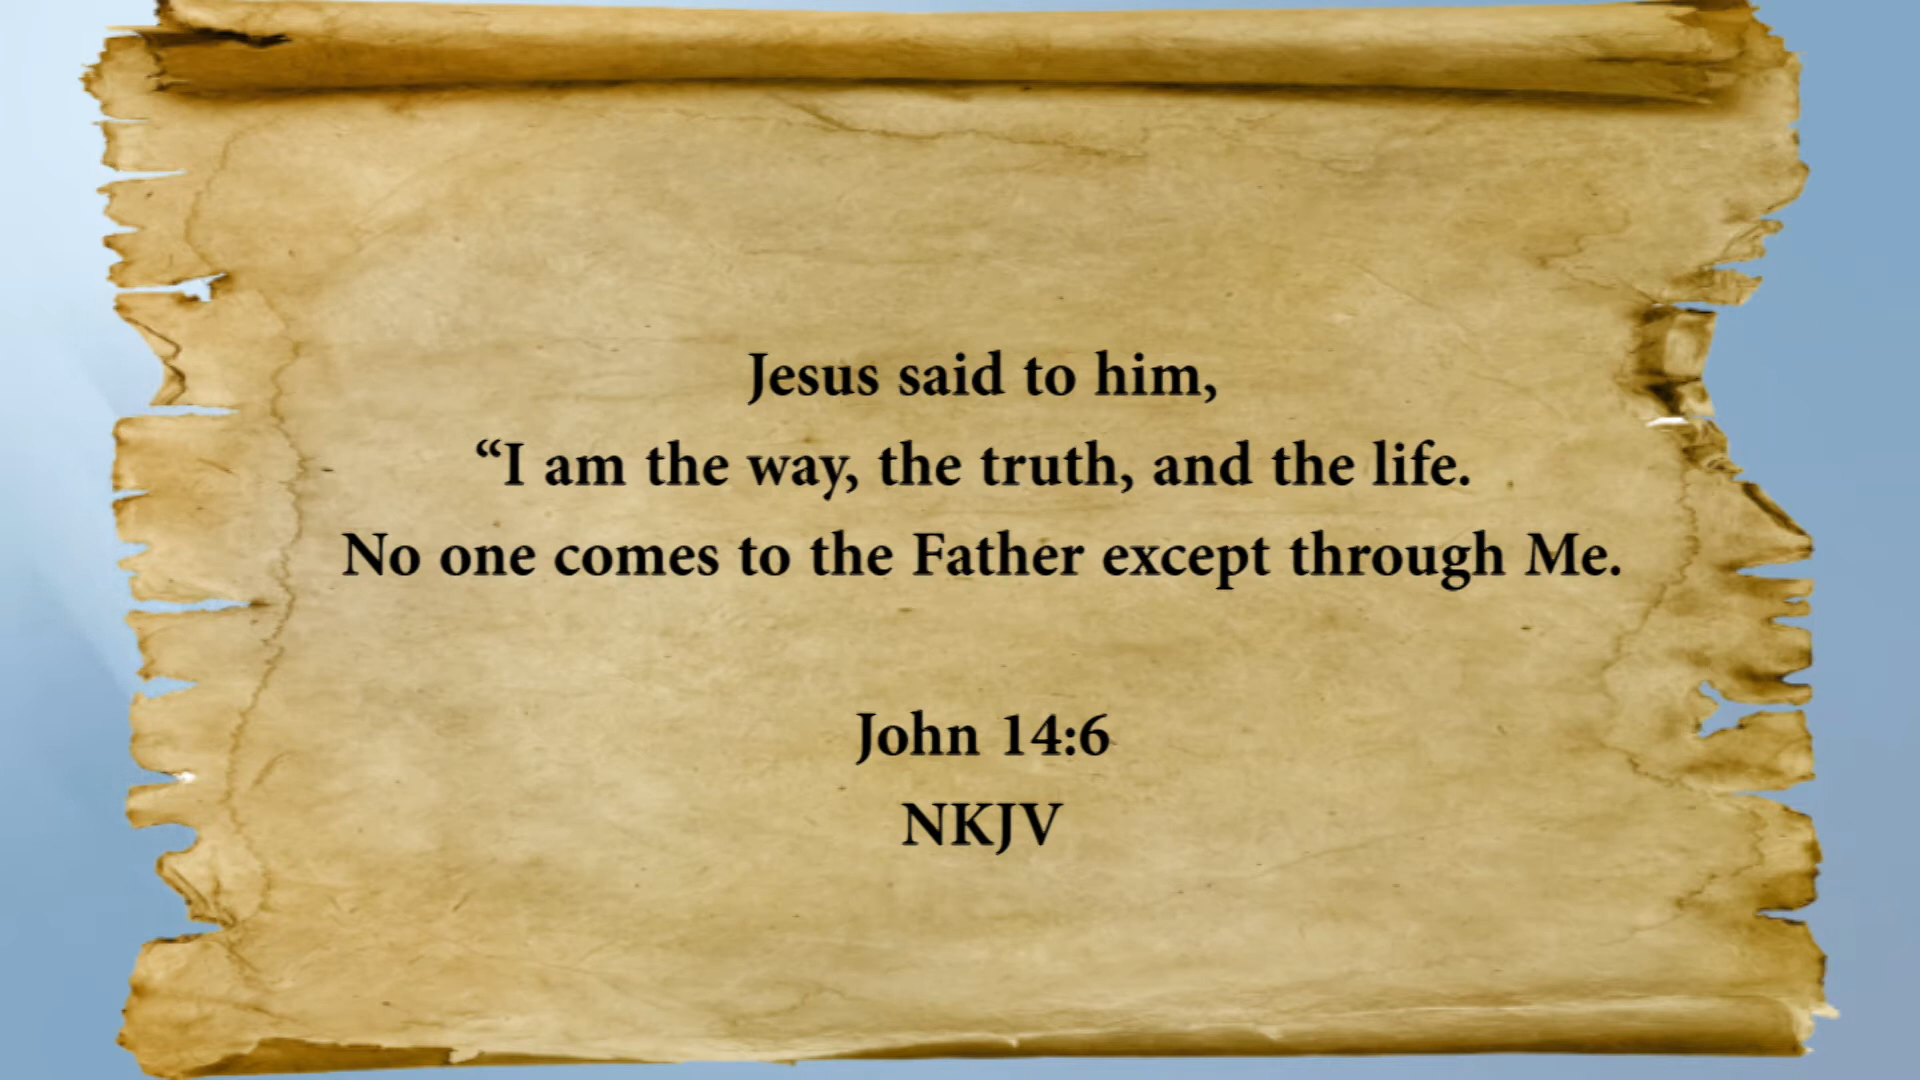 Jesus said to him,
“I am the way, the truth, and the life.
No one comes to the Father except through Me.
John 14:6
NKJV